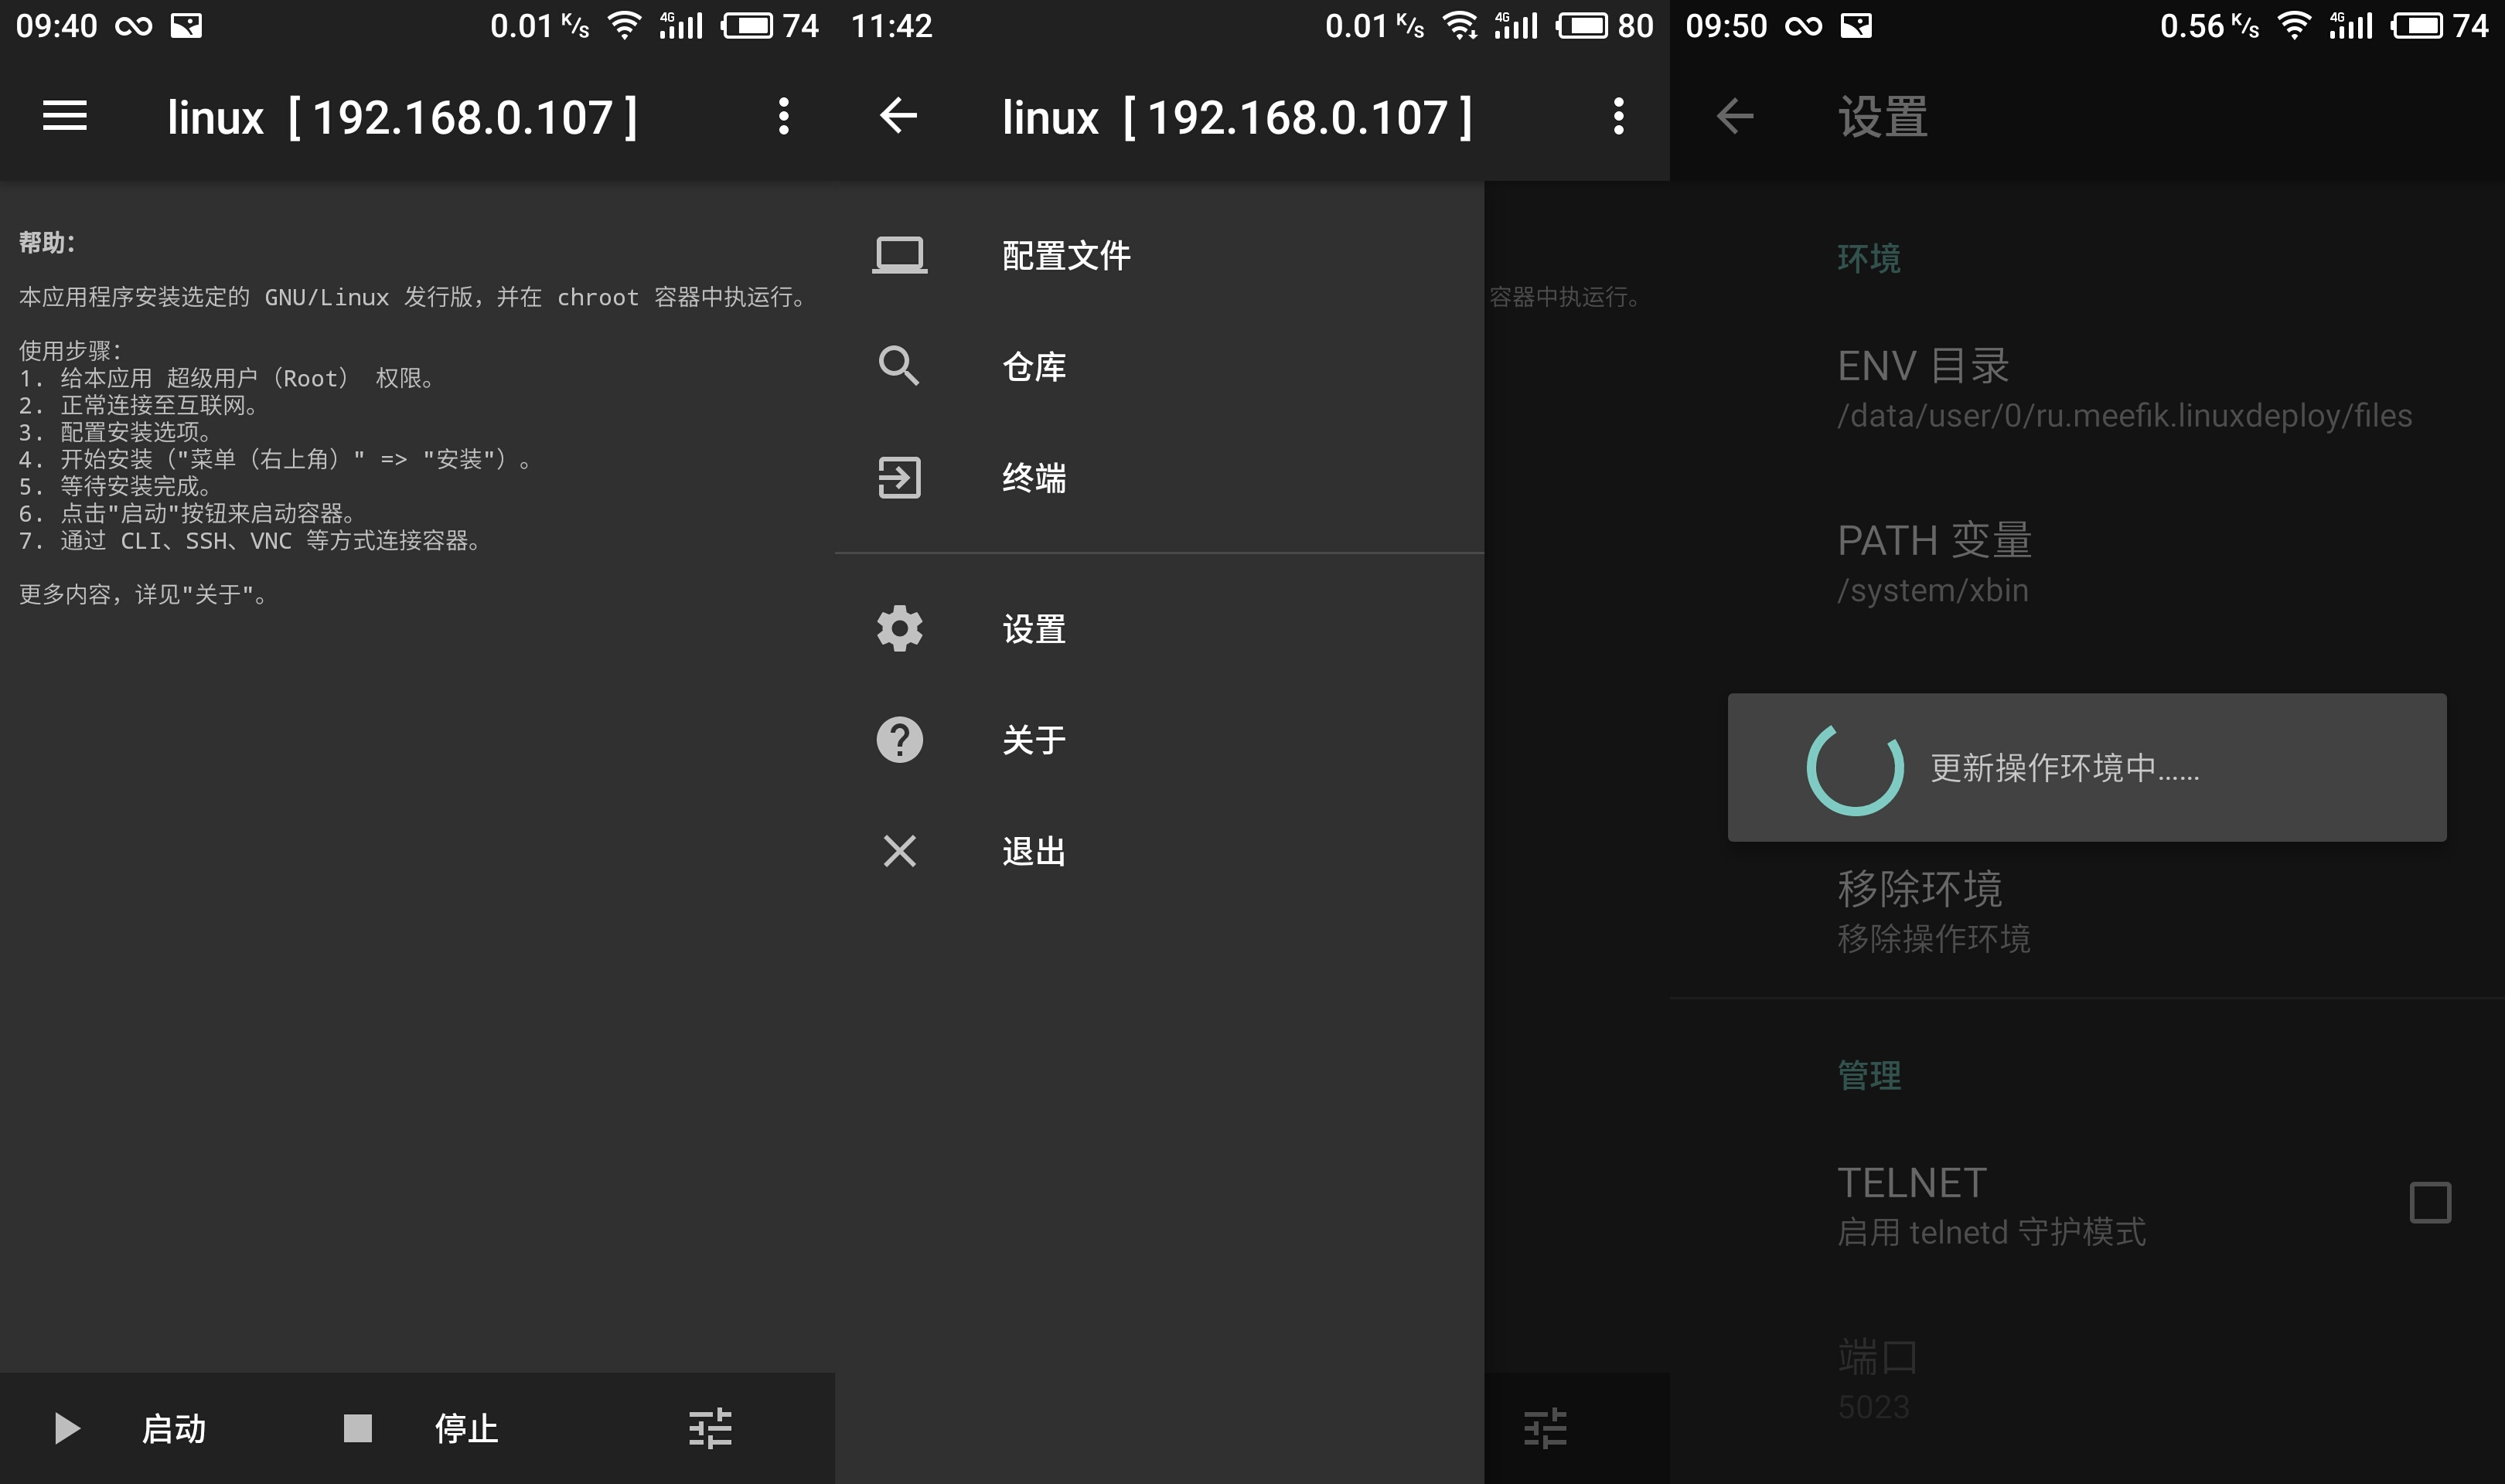 09:40
0.01 K/s
4G
74
linux [ 192.168.0.107 ]
帮助：
本应用程序安装选定的 GNU/Linux 发行版，并在 chroot 容器中执运行。
使用步骤：
1. 给本应用 超级用户（Root） 权限。
2. 正常连接至互联网。
3. 配置安装选项。
4. 开始安装（"菜单（右上角）" => "安装"）。
5. 等待安装完成。
6. 点击"启动"按钮来启动容器。
7. 通过 CLI、SSH、VNC 等方式连接容器。
更多内容，详见"关于"。
启动
停止
11:42
0.01 K/s
4G
80
linux [ 192.168.0.107 ]
容器中执运行。
配置文件
仓库
终端
设置
关于
退出
09:50
0.56 K/s
4G
74
设置
环境
ENV 目录
/data/user/0/ru.meefik.linuxdeploy/files
PATH 变量
/system/xbin
更新操作环境中......
移除环境
移除操作环境
管理
TELNET
启用 telnetd 守护模式
端口
5023